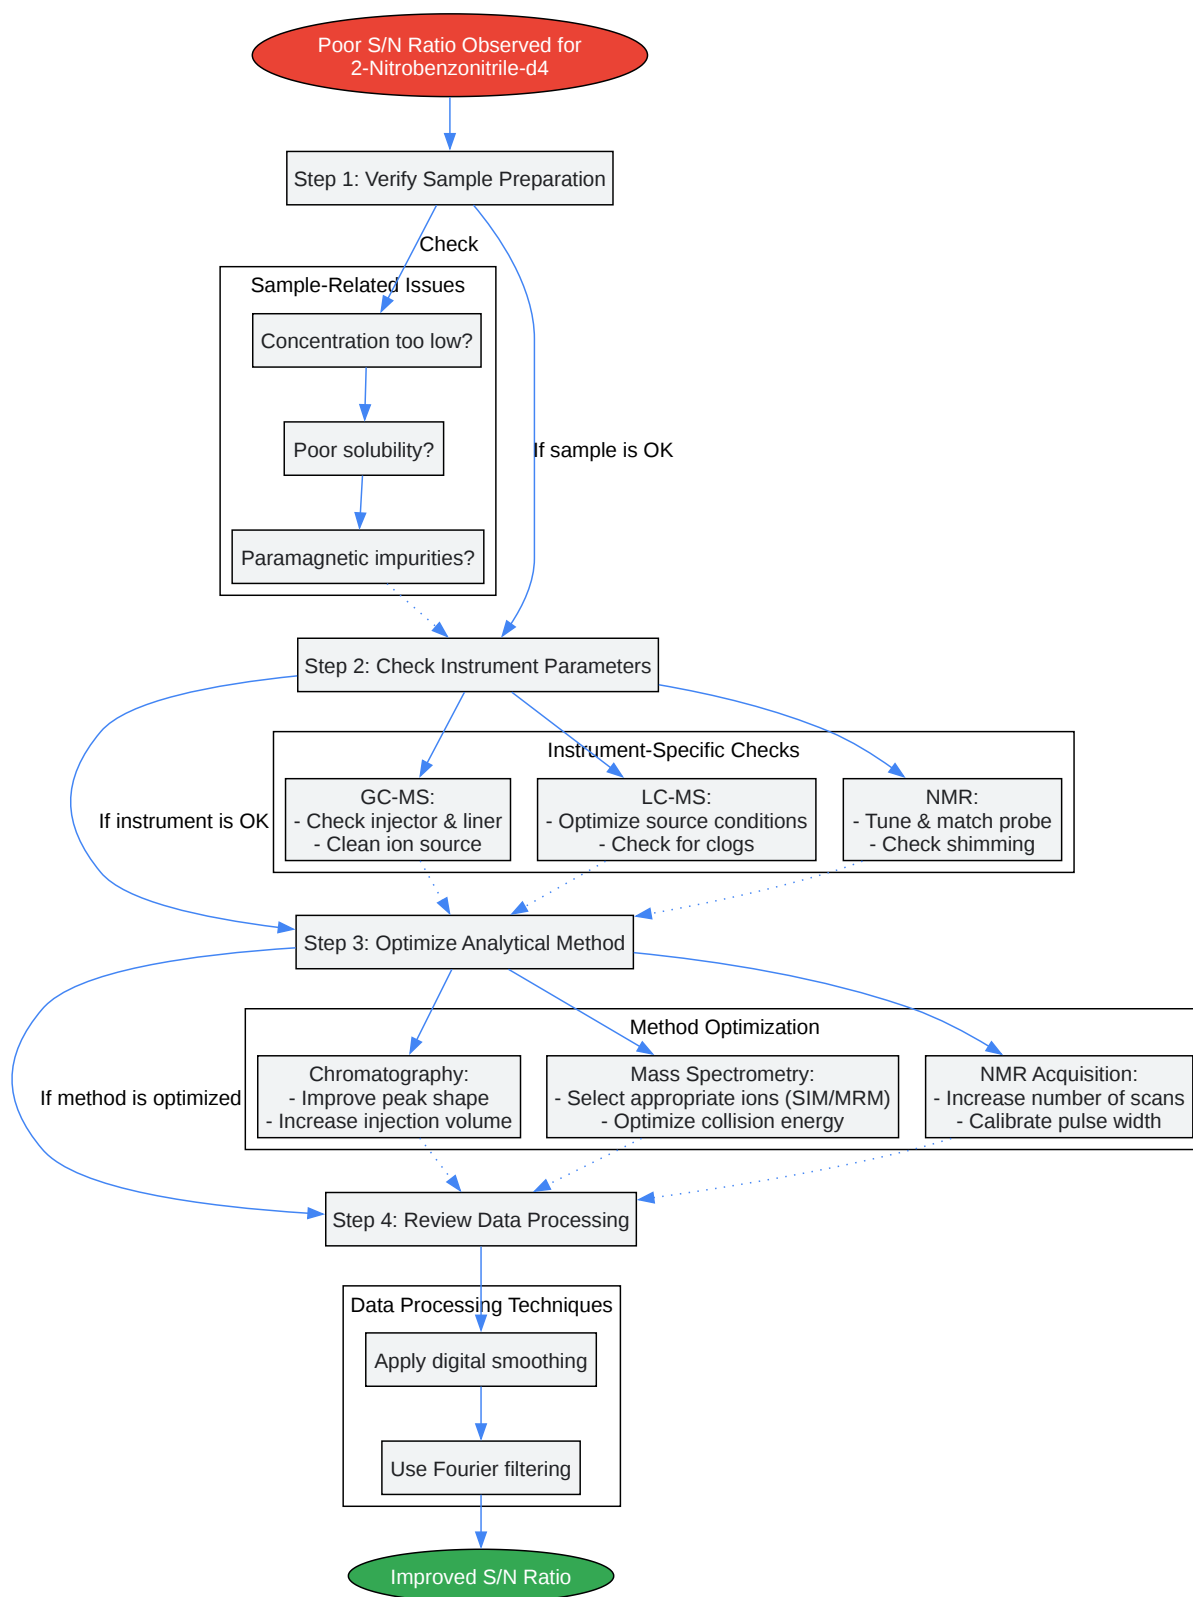 Poor S/N Ratio Observed for
2-Nitrobenzonitrile-d4
Step 1: Verify Sample Preparation
Check
Sample-Related Issues
Concentration too low?
Poor solubility?
If sample is OK
Paramagnetic impurities?
Step 2: Check Instrument Parameters
Instrument-Specific Checks
If instrument is OK
GC-MS:
- Check injector & liner
- Clean ion source
LC-MS:
- Optimize source conditions
- Check for clogs
NMR:
- Tune & match probe
- Check shimming
Step 3: Optimize Analytical Method
Method Optimization
If method is optimized
Chromatography:
- Improve peak shape
- Increase injection volume
Mass Spectrometry:
- Select appropriate ions (SIM/MRM)
- Optimize collision energy
NMR Acquisition:
- Increase number of scans
- Calibrate pulse width
Step 4: Review Data Processing
Data Processing Techniques
Apply digital smoothing
Use Fourier filtering
Improved S/N Ratio